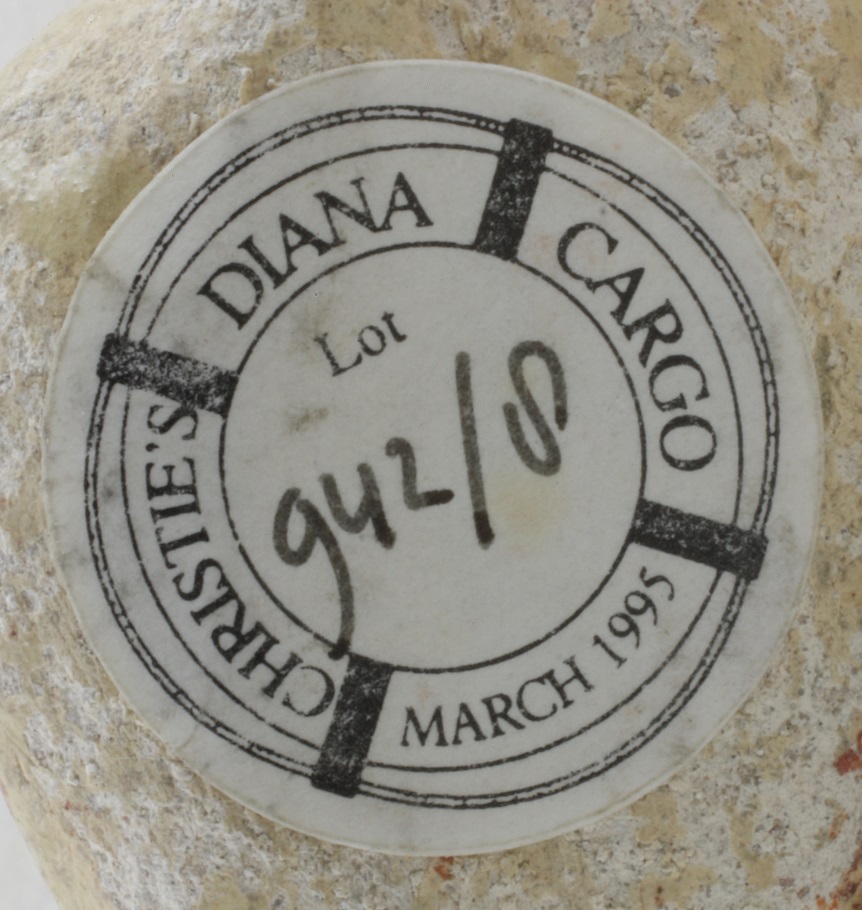 DIANA
CARGO
MARCH 1995
CHRISTIE'S
Lot
942/8